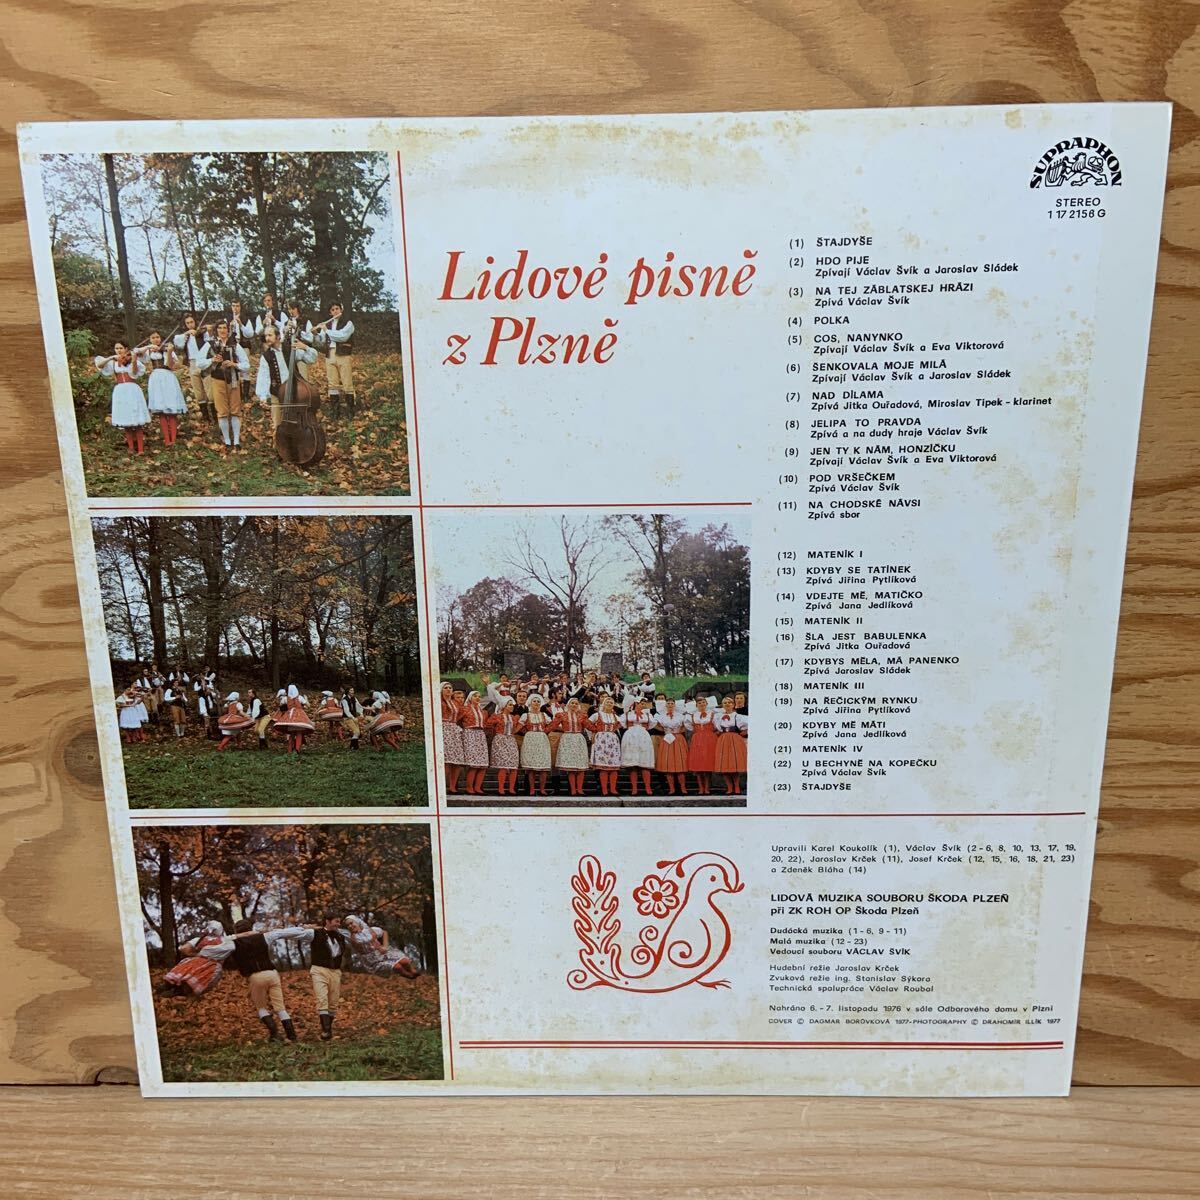 SUPRAPHON
STEREO
1 17 2156 G
Lidové písně
z Plzně
(1) ŠTAJDYŠE
(2) HDO PIJE
Zpívají Václav Švík a Jaroslav Sládek
(3) NA TEJ ZÁBLATSKEJ HRÁZI
Zpívá Václav Švík
(4) POLKA
(5) COS, NANYNKO
Zpívají Václav Švík a Eva Viktorová
(6) ŠENKOVALA MOJE MILÁ
Zpívají Václav Švík a Jaroslav Sládek
(7) NAD DÍLAMA
Zpívá Jitka Ouřadová, Miroslav Tipek - klarinet
(8) JELIPA TO PRAVDA
Zpívá a na dudy hraje Václav Švík
(9) JEN TY K NÁM, HONZÍČKU
Zpívají Václav Švík a Eva Viktorová
(10) POD VRŠEČKEM
Zpívá Václav Švík
(11) NA CHODSKÉ NÁVSI
Zpívá sbor
(12) MATENÍK I
(13) KDYBY SE TATÍNEK
Zpívá Jiřina Pytlíková
(14) VDEJTE MĚ, MATIČKO
Zpívá Jana Jedlíková
(15) MATENÍK II
(16) ŠLA JEST BABULENKA
Zpívá Jitka Ouřadová
(17) KDYBYS MĚLA, MÁ PANENKO
Zpívá Jaroslav Sládek
(18) MATENÍK III
(19) NA ŘEČICKÝM RYNKU
Zpívá Jiřina Pytlíková
(20) KDYBY MĚ MÁTI
Zpívá Jana Jedlíková
(21) MATENÍK IV
(22) U BECHYNĚ NA KOPEČKU
Zpívá Václav Švík
(23) ŠTAJDYŠE
Upravili Karel Koukolík (1), Václav Švík (2 - 6, 8, 10, 13, 17, 19,
20, 22), Jaroslav Krček (11), Josef Krček (12, 15, 16, 18, 21, 23)
a Zdeněk Bláha (14)
LIDOVÁ MUZIKA SOUBORU ŠKODA PLZEŇ
při ZK ROH OP Škoda Plzeň
Dudácká muzika (1 - 6, 9 - 11)
Malá muzika (12 - 23)
Vedoucí souboru VÁCLAV ŠVÍK
Hudební režie Jaroslav Krček
Zvuková režie ing. Stanislav Sýkora
Technická spolupráce Václav Roubal
Nahráno 6. - 7. listopadu 1976 v sále Odborového domu v Plzni
COVER © DAGMAR BORŮVKOVÁ 1977 - PHOTOGRAPHY © DRAHOMÍR ILLÍK 1977